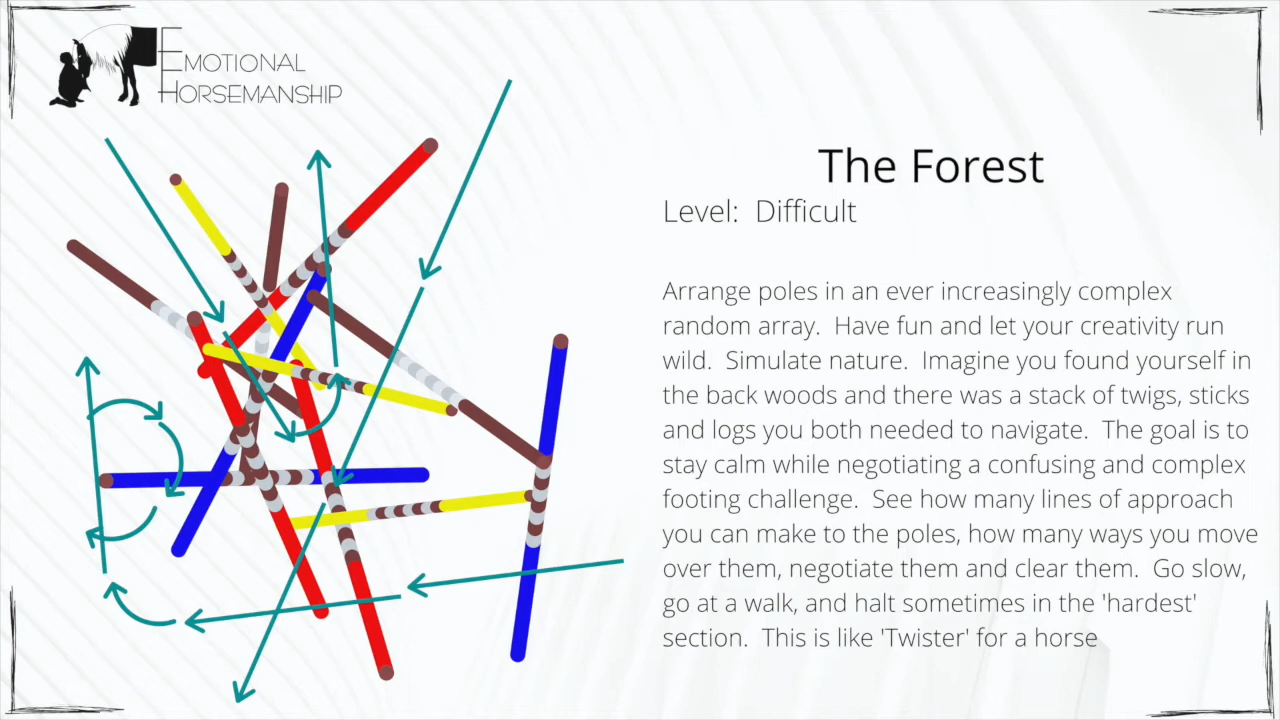 EMOTIONAL
HORSEMANSHIP
The Forest
Level:  Difficult
Arrange poles in an ever increasingly complex
random array.  Have fun and let your creativity run
wild.  Simulate nature.  Imagine you found yourself in
the back woods and there was a stack of twigs, sticks
and logs you both needed to navigate.  The goal is to
stay calm while negotiating a confusing and complex
footing challenge.  See how many lines of approach
you can make to the poles, how many ways you move
over them, negotiate them and clear them.  Go slow,
go at a walk, and halt sometimes in the 'hardest'
section.  This is like 'Twister' for a horse